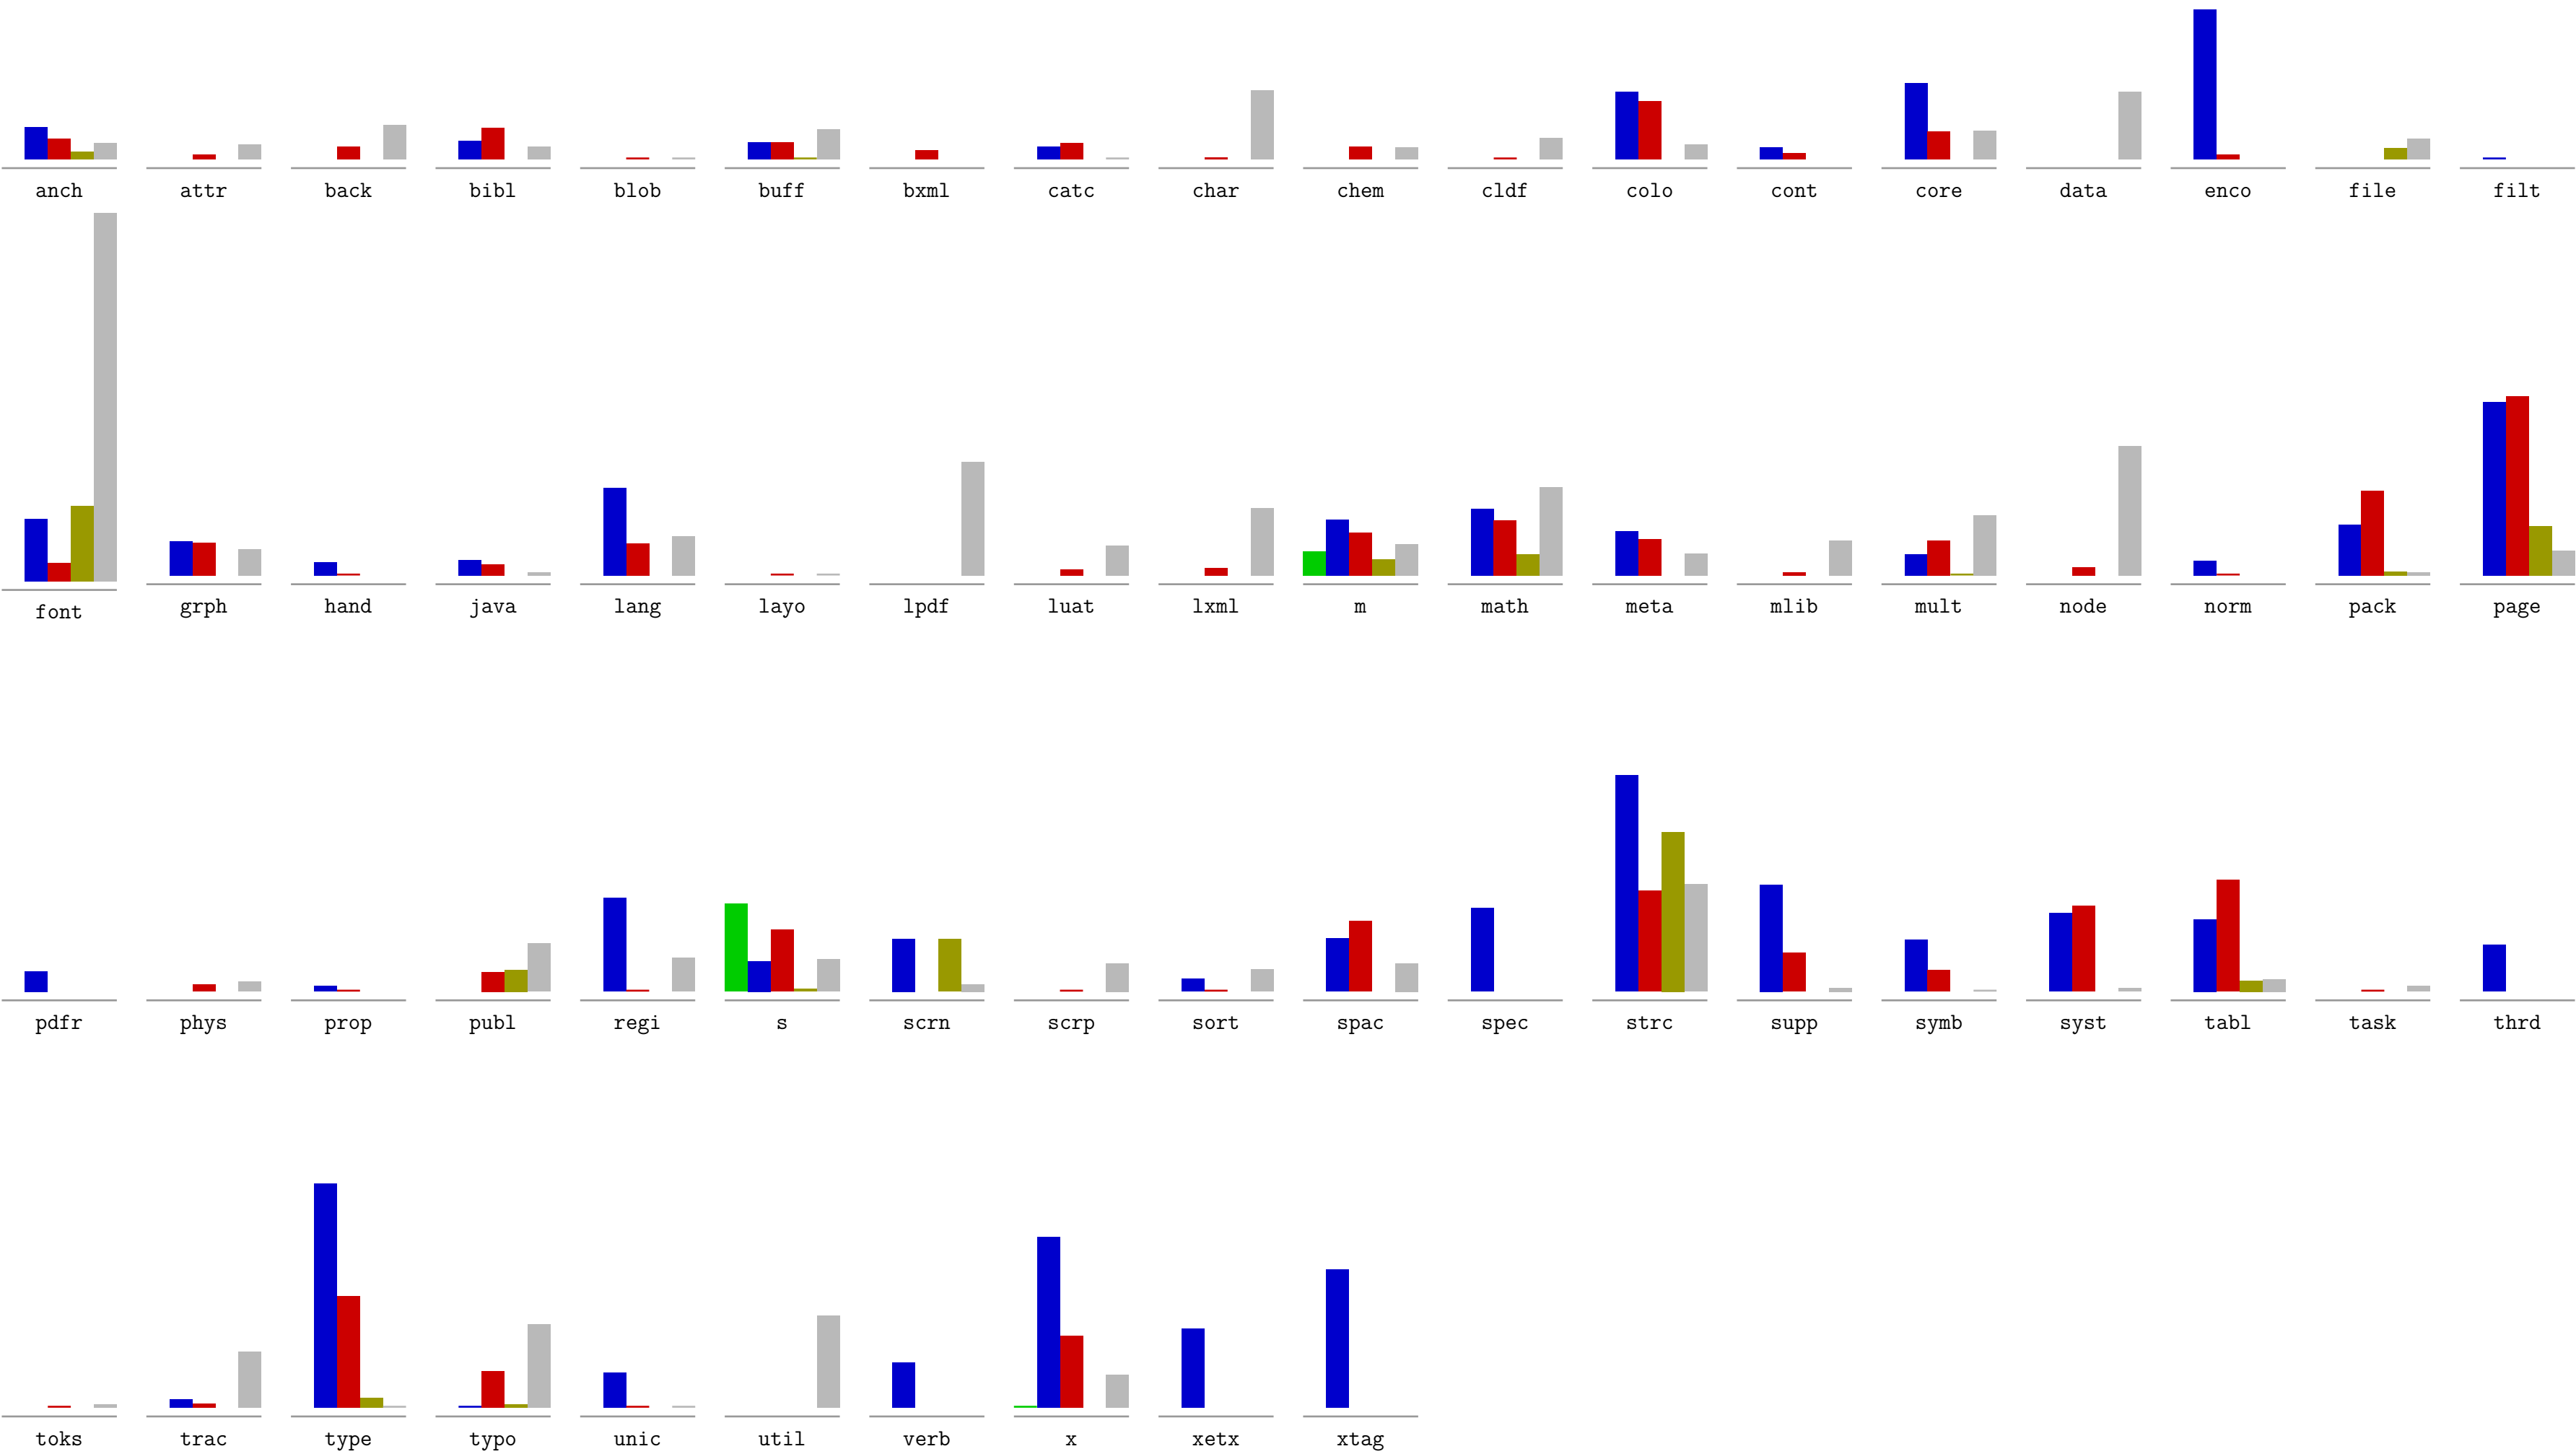 anch attr back bibl blob buff bxml catc char chem cldf colo cont core data enco file filt
font grph hand java lang layo lpdf luat lxml m math meta mlib mult node norm pack page
pdfr phys prop publ regi s scrn scrp sort spac spec strc supp symb syst tabl task thrd
toks trac type typo unic util verb x xetx xtag